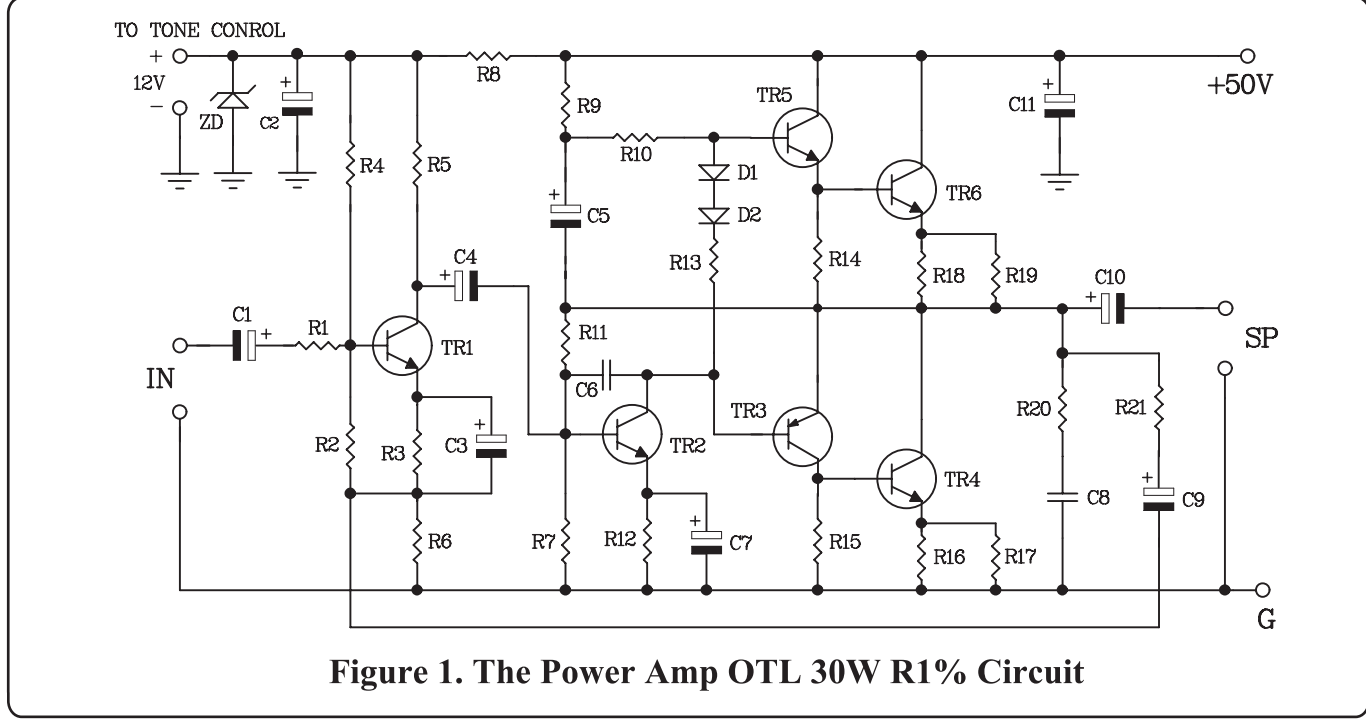 TO TONE CONROL
+
12V
−
ZD
+
C2
R4
R5
R8
R9
R10
+
C5
D1
D2
R13
TR5
TR6
R14
R18
R19
+
C11
+50V
C4
+
C1
+
R1
TR1
IN
R2
R3
+
C3
R6
R11
C6
TR2
R7
R12
+
C7
TR3
TR4
R15
R16
R17
C10
+
SP
R20
R21
C8
+
C9
G
Figure 1. The Power Amp OTL 30W R1% Circuit